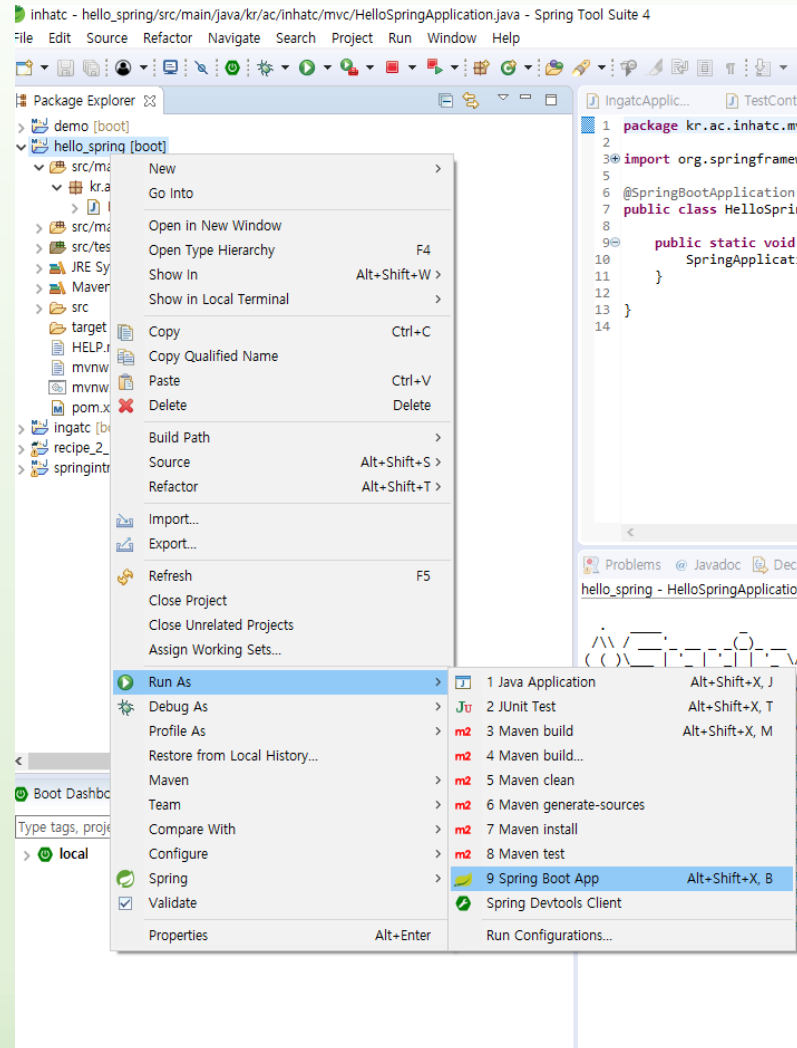 inhatc - hello_spring/src/main/java/kr/ac/inhatc/mvc/HelloSpringApplication.java - Spring Tool Suite 4
File Edit Source Refactor Navigate Search Project Run Window Help
Package Explorer
IngatcApplic...
TestCont
demo [boot]
hello_spring [boot]
src/ma
kr.a
src/ma
src/tes
JRE Sy
Maven
src
target
HELP.r
mvnw
mvnw
pom.x
ingatc [b
recipe_2_
springintr
1 package kr.ac.inhatc.mv
2
3 import org.springframew
5
6 @SpringBootApplication
7 public class HelloSprin
8
9 public static void
10 SpringApplicati
11 }
12
13 }
14
New
Go Into
Open in New Window
Open Type Hierarchy F4
Show In Alt+Shift+W >
Show in Local Terminal
Copy Ctrl+C
Copy Qualified Name
Paste Ctrl+V
Delete Delete
Build Path
Source Alt+Shift+S >
Refactor Alt+Shift+T >
Import...
Export...
Refresh F5
Close Project
Close Unrelated Projects
Assign Working Sets...
Run As
Debug As
Profile As
Restore from Local History...
Maven
Team
Compare With
Configure
Spring
Validate
Properties Alt+Enter
Problems @ Javadoc Dec
hello_spring - HelloSpringApplicatio
1 Java Application Alt+Shift+X, J
2 JUnit Test Alt+Shift+X, T
3 Maven build Alt+Shift+X, M
4 Maven build...
5 Maven clean
6 Maven generate-sources
7 Maven install
8 Maven test
9 Spring Boot App Alt+Shift+X, B
Spring Devtools Client
Run Configurations...
Boot Dashbo
Type tags, proje
local